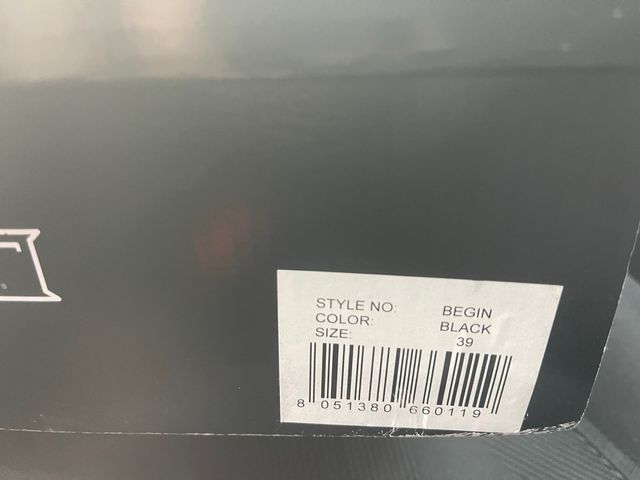 STYLE NO: BEGIN
COLOR: BLACK
SIZE: 39
8 051380 660119